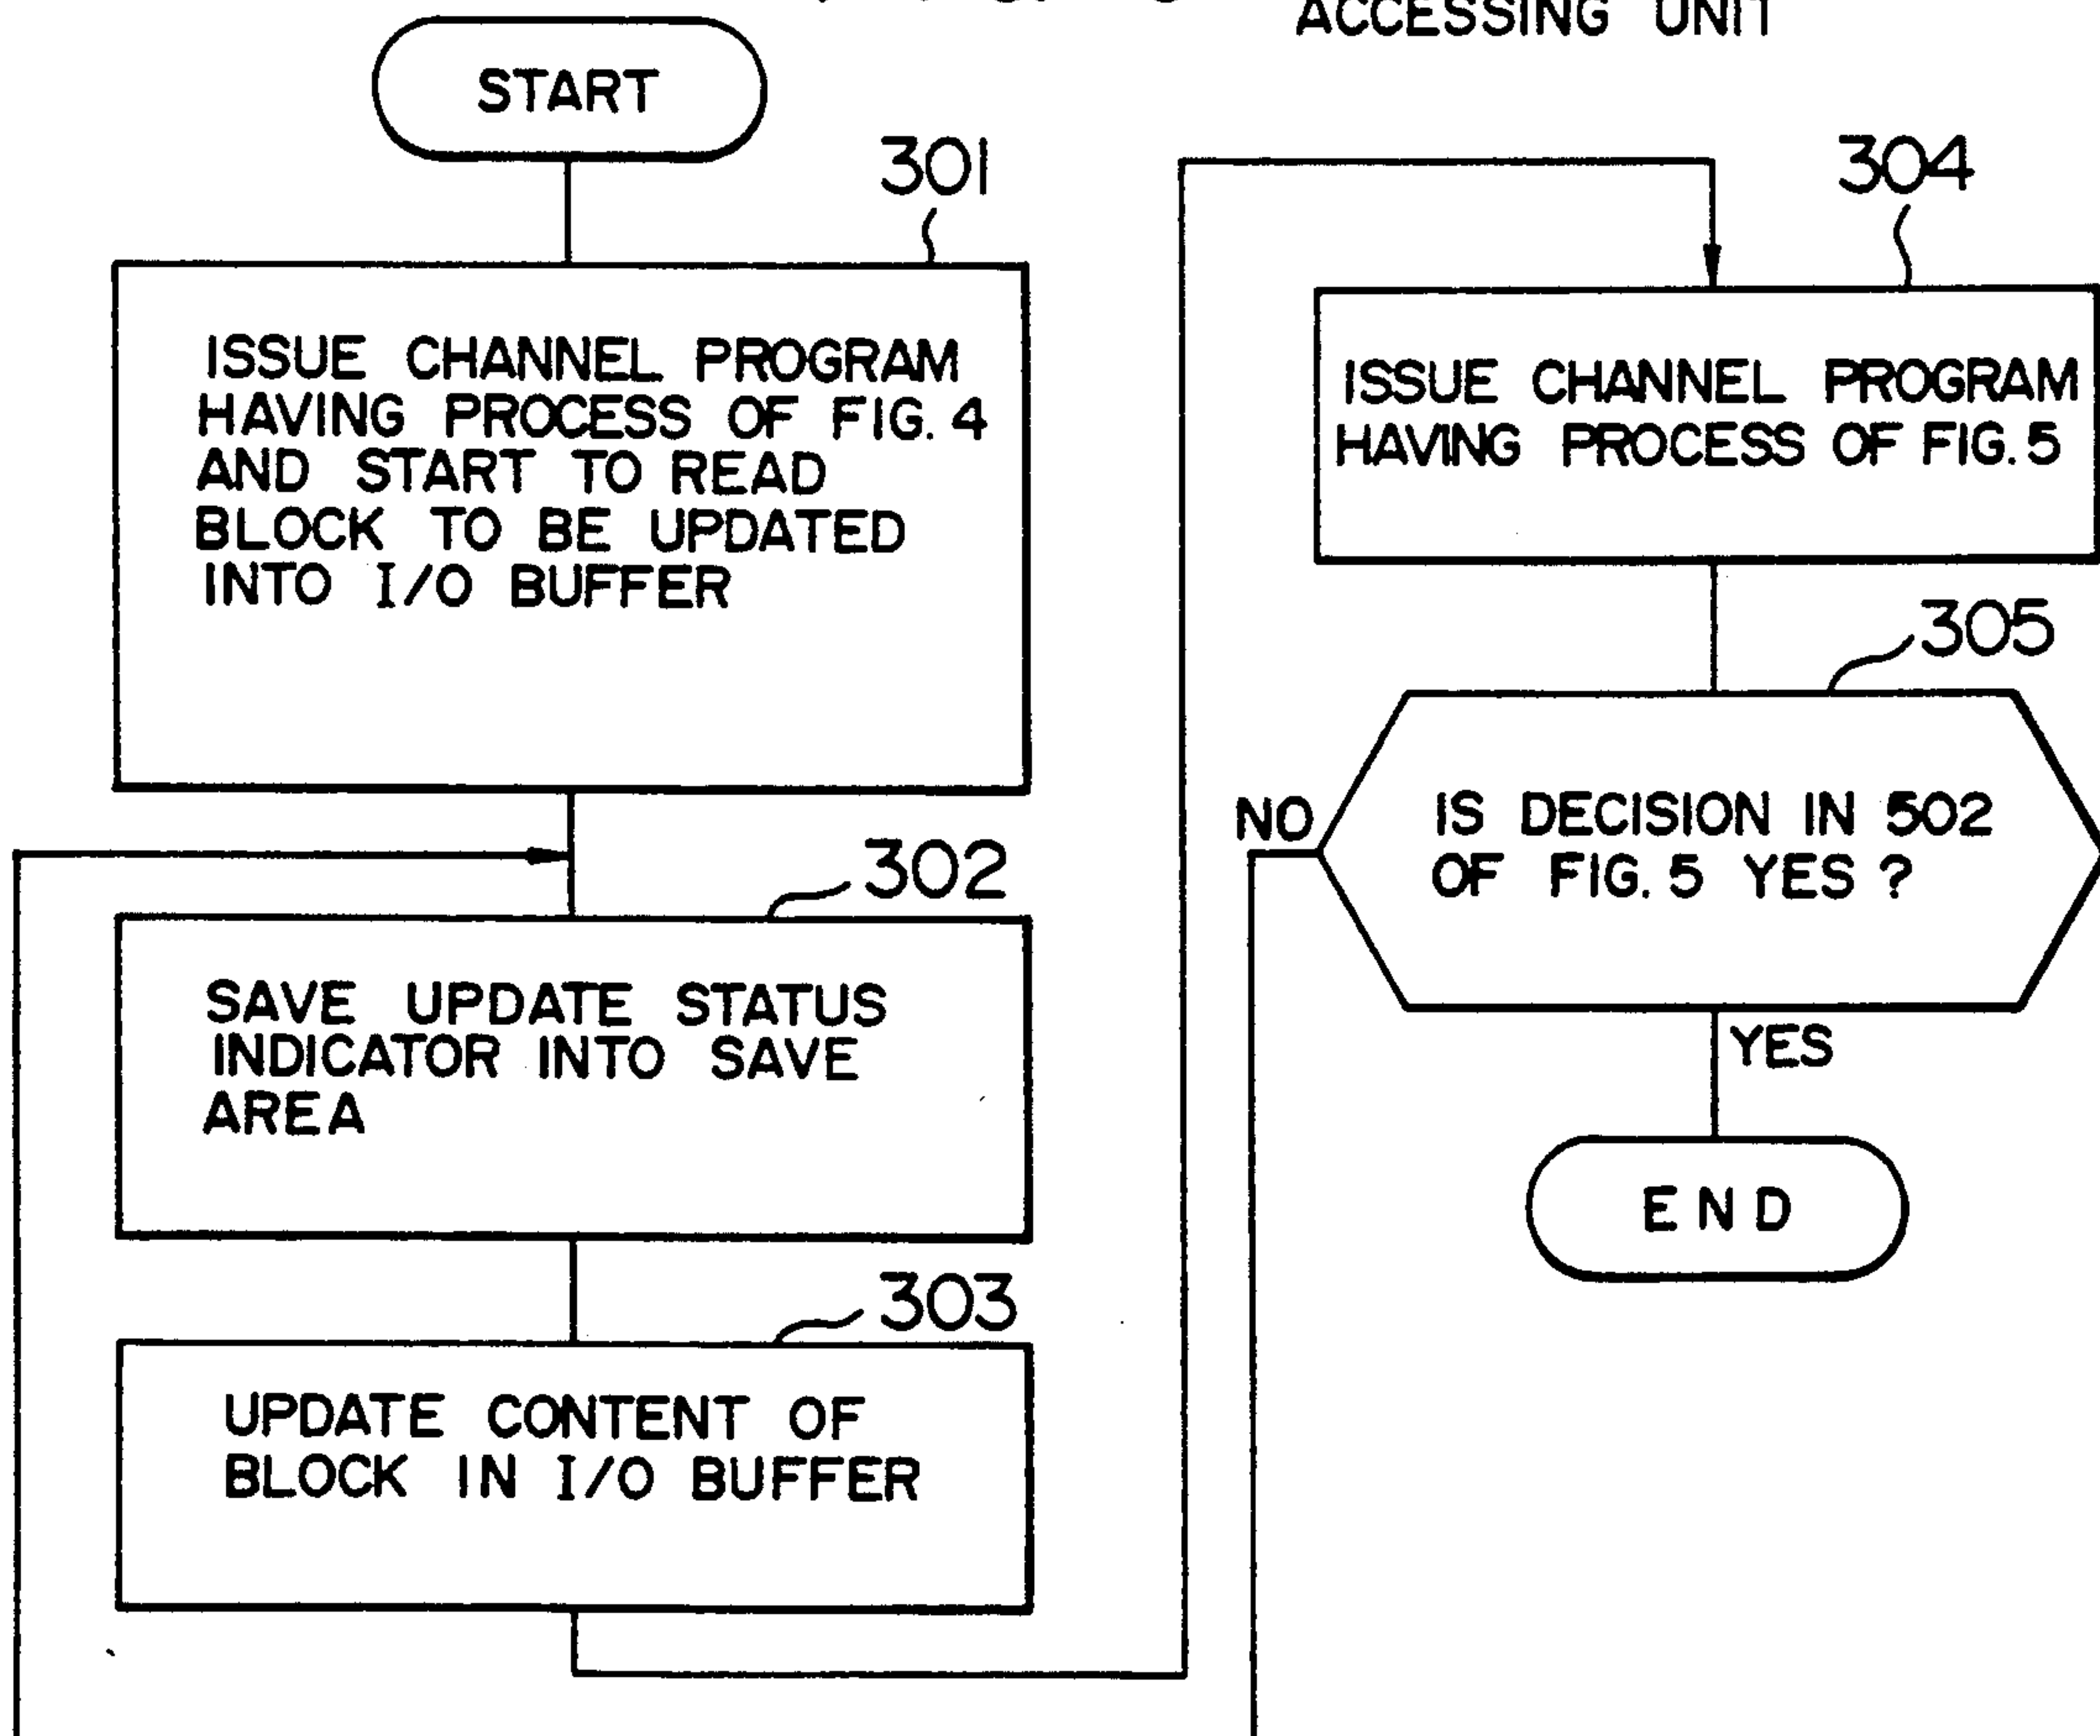 ACCESSING UNIT
START
301
ISSUE CHANNEL PROGRAM
HAVING PROCESS OF FIG. 4
AND START TO READ
BLOCK TO BE UPDATED
INTO I/O BUFFER
302
SAVE UPDATE STATUS
INDICATOR INTO SAVE
AREA
303
UPDATE CONTENT OF
BLOCK IN I/O BUFFER
304
ISSUE CHANNEL PROGRAM
HAVING PROCESS OF FIG. 5
305
NO
IS DECISION IN 502
OF FIG. 5 YES ?
YES
END